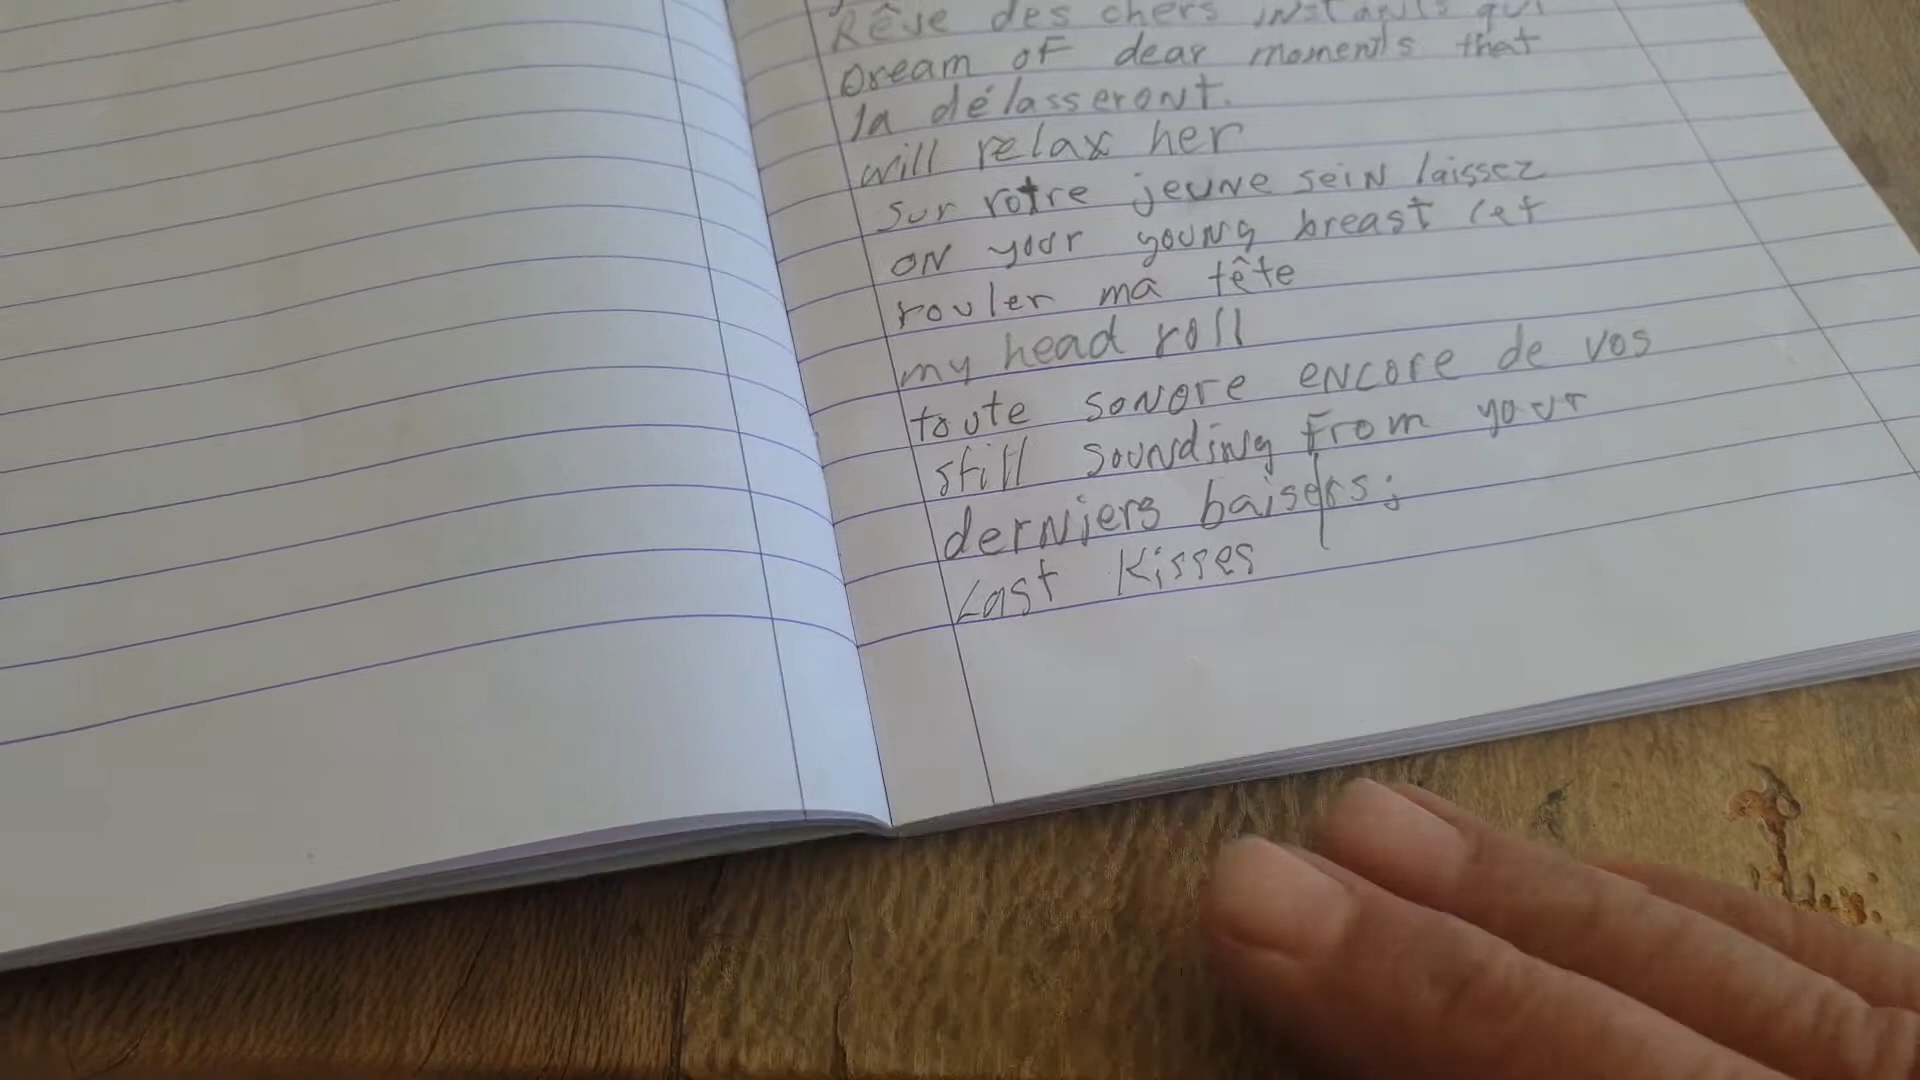 Rêve des chers instants qui
Dream of dear moments that
la délasseront.
will relax her
sur votre jeune sein laissez
on your young breast let
rouler ma tête
my head roll
toute sonore encore de vos
still sounding from your
derniers baisers;
Last kisses